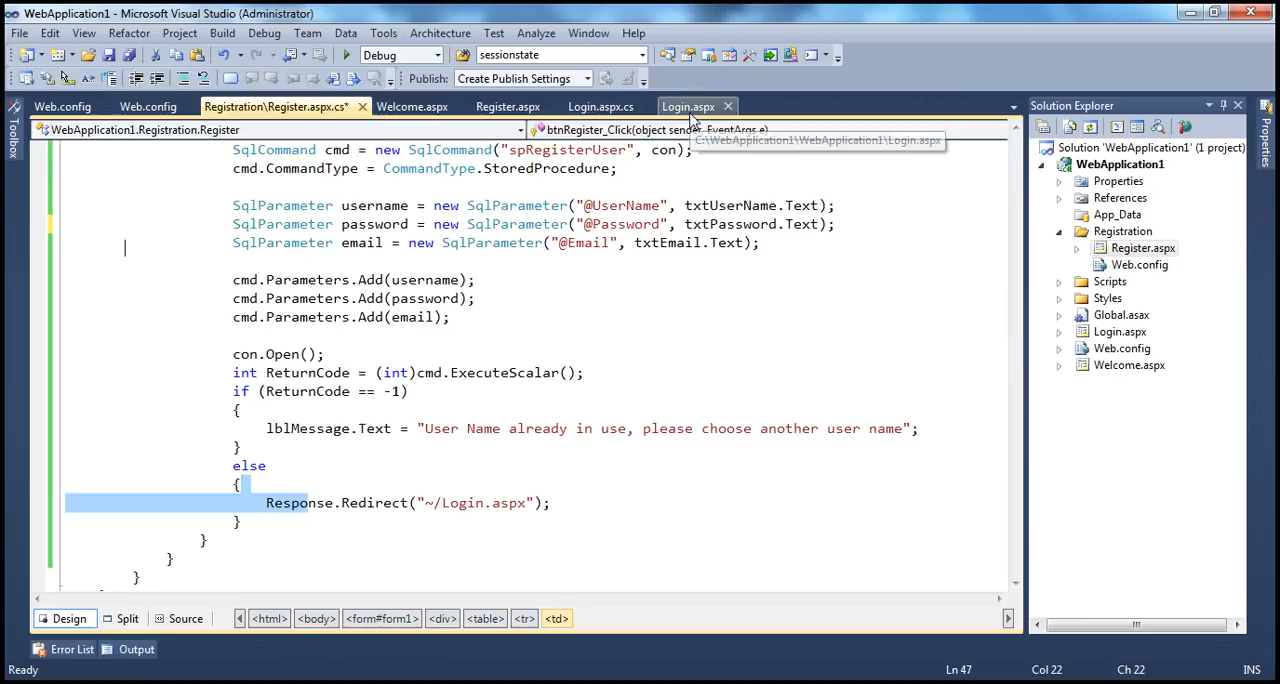 WebApplication1 - Microsoft Visual Studio (Administrator)
File Edit View Refactor Project Build Debug Team Data Tools Architecture Test Analyze Window Help
Debug sessionstate
Publish: Create Publish Settings
Web.config Web.config Registration\Register.aspx.cs* Welcome.aspx Register.aspx Login.aspx.cs Login.aspx
Toolbox
WebApplication1.Registration.Register btnRegister_Click(object sender, EventArgs e)
C:\WebApplication1\WebApplication1\Login.aspx
SqlCommand cmd = new SqlCommand("spRegisterUser", con);
cmd.CommandType = CommandType.StoredProcedure;
SqlParameter username = new SqlParameter("@UserName", txtUserName.Text);
SqlParameter password = new SqlParameter("@Password", txtPassword.Text);
SqlParameter email = new SqlParameter("@Email", txtEmail.Text);
cmd.Parameters.Add(username);
cmd.Parameters.Add(password);
cmd.Parameters.Add(email);
con.Open();
int ReturnCode = (int)cmd.ExecuteScalar();
if (ReturnCode == -1)
{
lblMessage.Text = "User Name already in use, please choose another user name";
}
else
{
Response.Redirect("~/Login.aspx");
}
}
}
}
Design Split Source <html> <body> <form#form1> <div> <table> <tr> <td>
Error List Output
Ready Ln 47 Col 22 Ch 22 INS
Solution Explorer
Solution 'WebApplication1' (1 project)
WebApplication1
Properties
References
App_Data
Registration
Register.aspx
Web.config
Scripts
Styles
Global.asax
Login.aspx
Web.config
Welcome.aspx
Properties